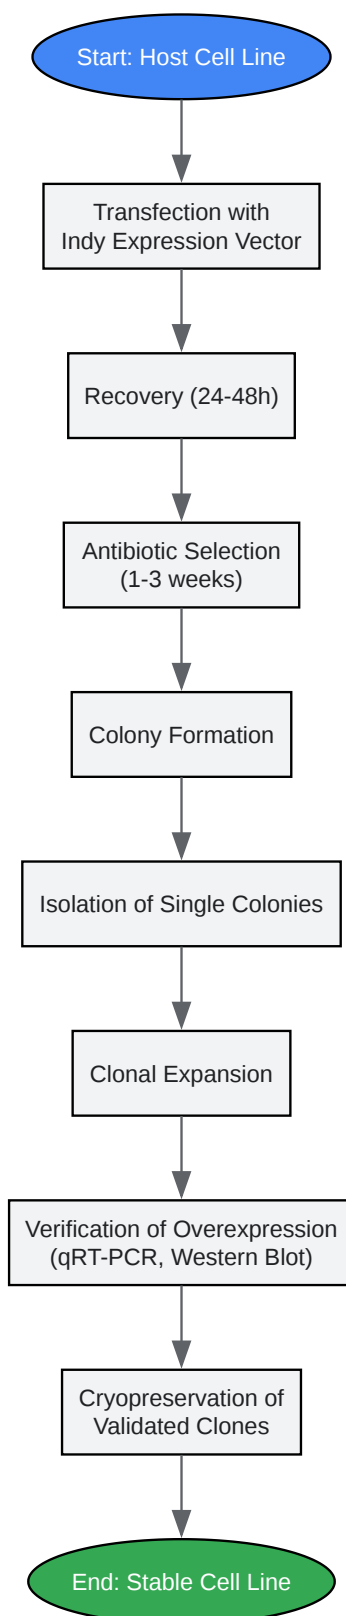 Start: Host Cell Line
Transfection with
Indy Expression Vector
Recovery (24-48h)
Antibiotic Selection
(1-3 weeks)
Colony Formation
Isolation of Single Colonies
Clonal Expansion
Verification of Overexpression
(qRT-PCR, Western Blot)
Cryopreservation of
Validated Clones
End: Stable Cell Line